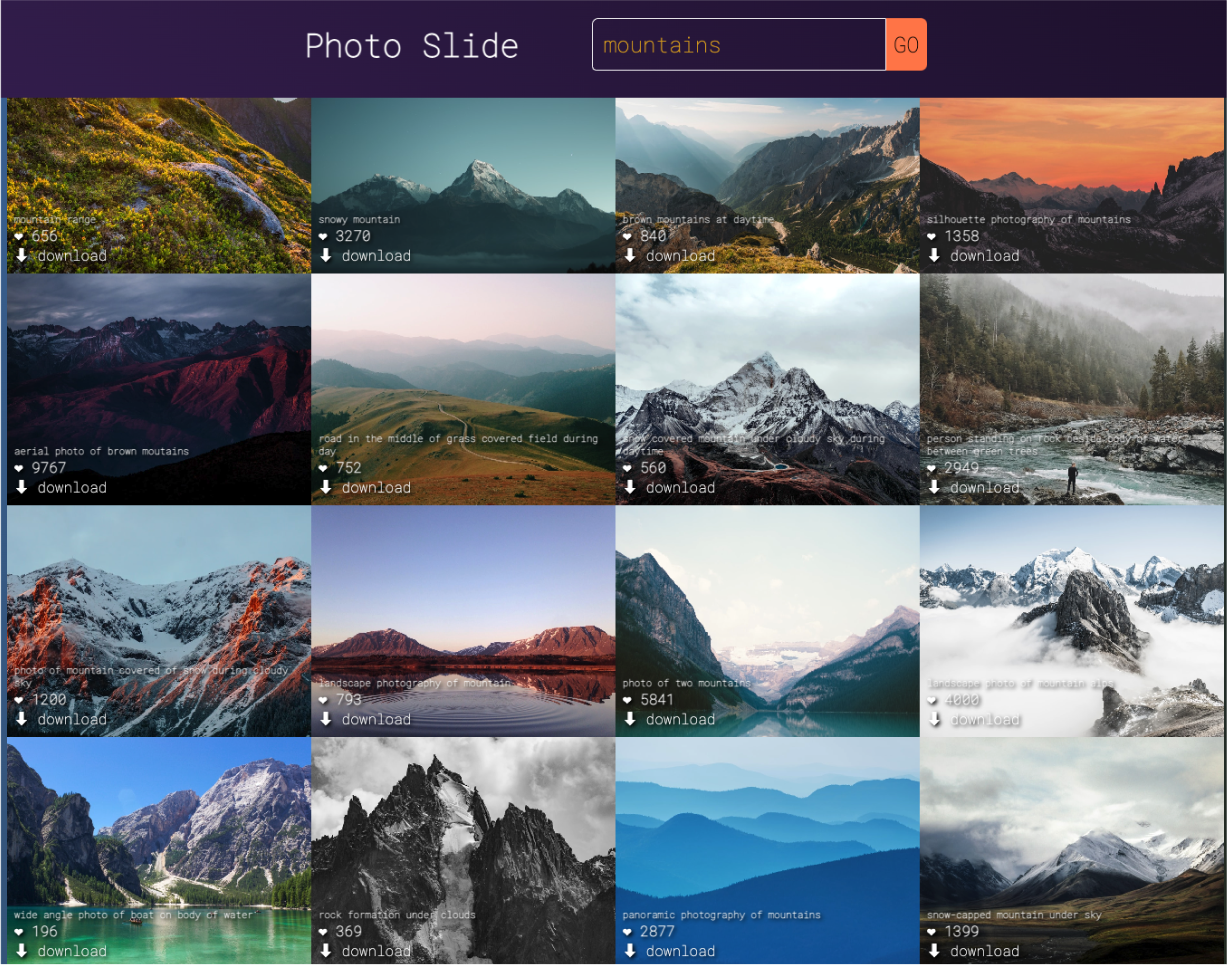 Photo Slide
mountains
GO
mountain range
656
download
snowy mountain
3270
download
brown mountains at daytime
840
download
silhouette photography of mountains
1358
download
aerial photo of brown moutains
9767
download
road in the middle of grass covered field during
day
752
download
snow covered mountain under cloudy sky during
daytime
560
download
person standing on rock beside body of water
between green trees
2949
download
photo of mountain covered of snow during cloudy
sky
1200
download
landscape photography of mountain
793
download
photo of two mountains
5841
download
landscape photo of mountain alps
4000
download
wide angle photo of boat on body of water`
196
download
rock formation under clouds
369
download
panoramic photography of mountains
2877
download
snow-capped mountain under sky
1399
download